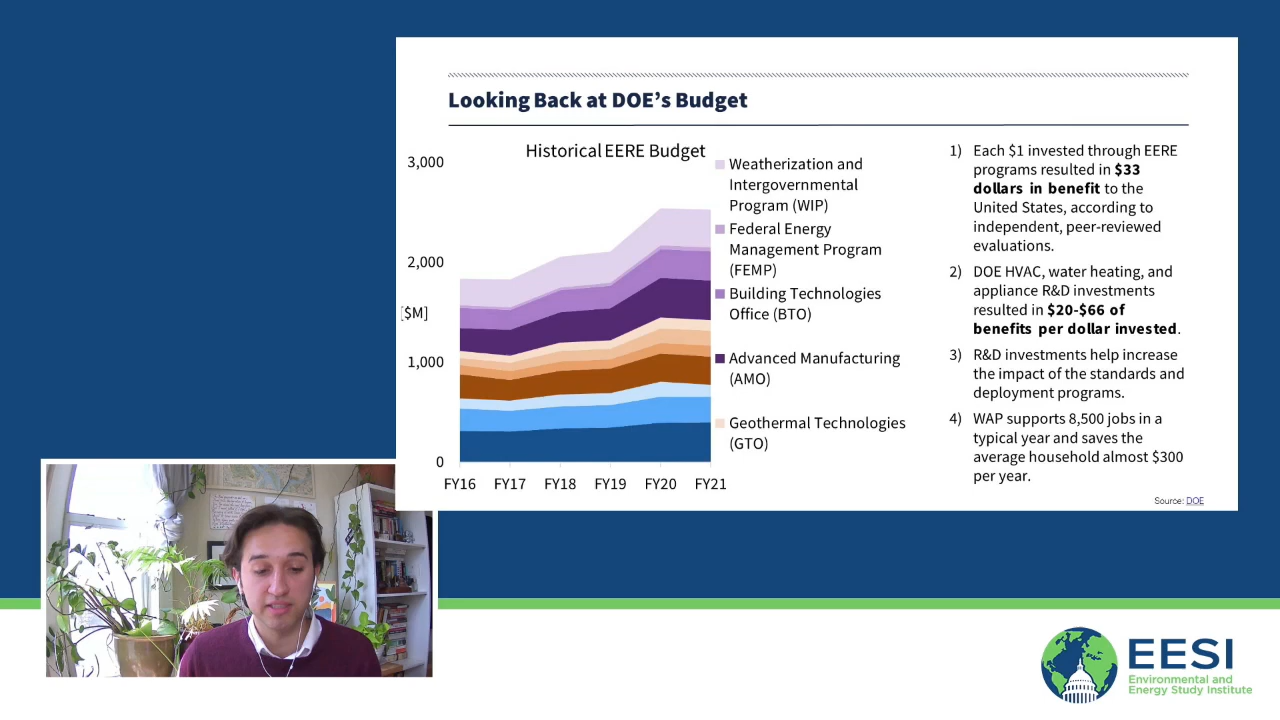 Looking Back at DOE's Budget
Historical EERE Budget
3,000
2,000
[$M]
1,000
0
FY16 FY17 FY18 FY19 FY20 FY21
Weatherization and
Intergovernmental
Program (WIP)
Federal Energy
Management Program
(FEMP)
Building Technologies
Office (BTO)
Advanced Manufacturing
(AMO)
Geothermal Technologies
(GTO)
1) Each $1 invested through EERE
programs resulted in $33
dollars in benefit to the
United States, according to
independent, peer-reviewed
evaluations.
2) DOE HVAC, water heating, and
appliance R&D investments
resulted in $20-$66 of
benefits per dollar invested.
3) R&D investments help increase
the impact of the standards and
deployment programs.
4) WAP supports 8,500 jobs in a
typical year and saves the
average household almost $300
per year.
Source: DOE
EESI
Environmental and
Energy Study Institute